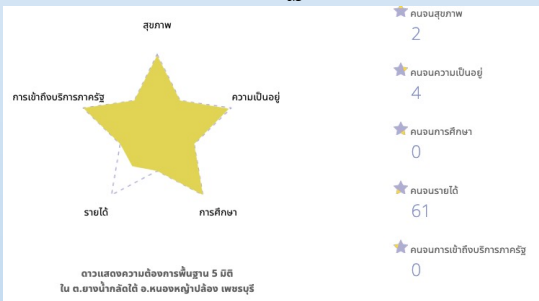 สุขภาพ
การเข้าถึงบริการภาครัฐ
ความเป็นอยู่
รายได้
การศึกษา
ดาวแสดงความต้องการพื้นฐาน 5 มิติ
ใน ต.ยางน้ำกลัดใต้ อ.หนองหญ้าปล้อง เพชรบุรี
คนจนสุขภาพ
2
คนจนความเป็นอยู่
4
คนจนการศึกษา
0
คนจนรายได้
61
คนจนการเข้าถึงบริการภาครัฐ
0